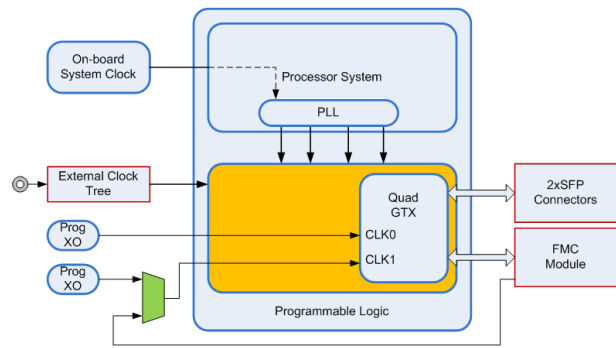 On-board
System Clock
Processor System
PLL
External Clock
Tree
Quad
GTX
2xSFP
Connectors
Prog
XO
CLK0
FMC
Module
Prog
XO
CLK1
Programmable Logic